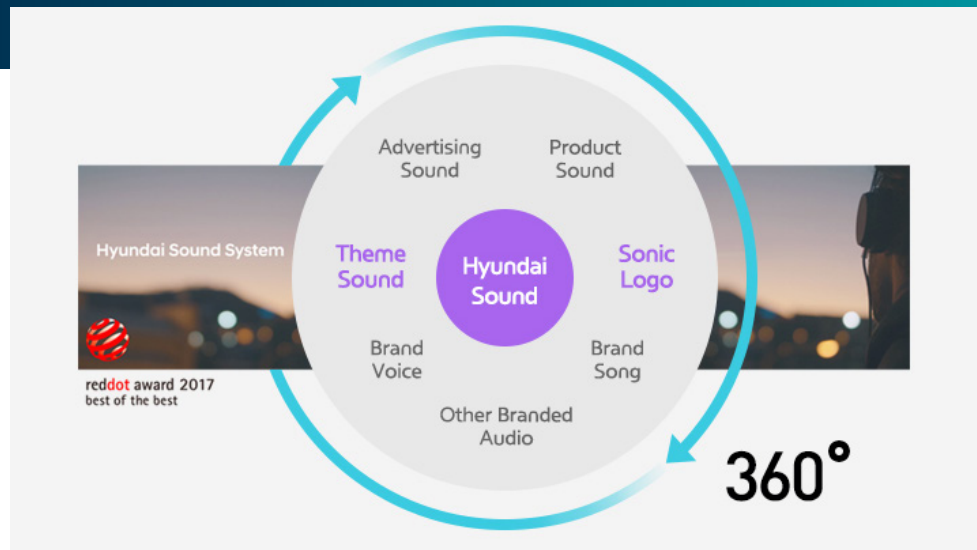 Advertising
Sound
Product
Sound
Hyundai Sound System
Theme
Sound
Hyundai
Sound
Sonic
Logo
Brand
Voice
Brand
Song
Other Branded
Audio
reddot award 2017
best of the best
360°